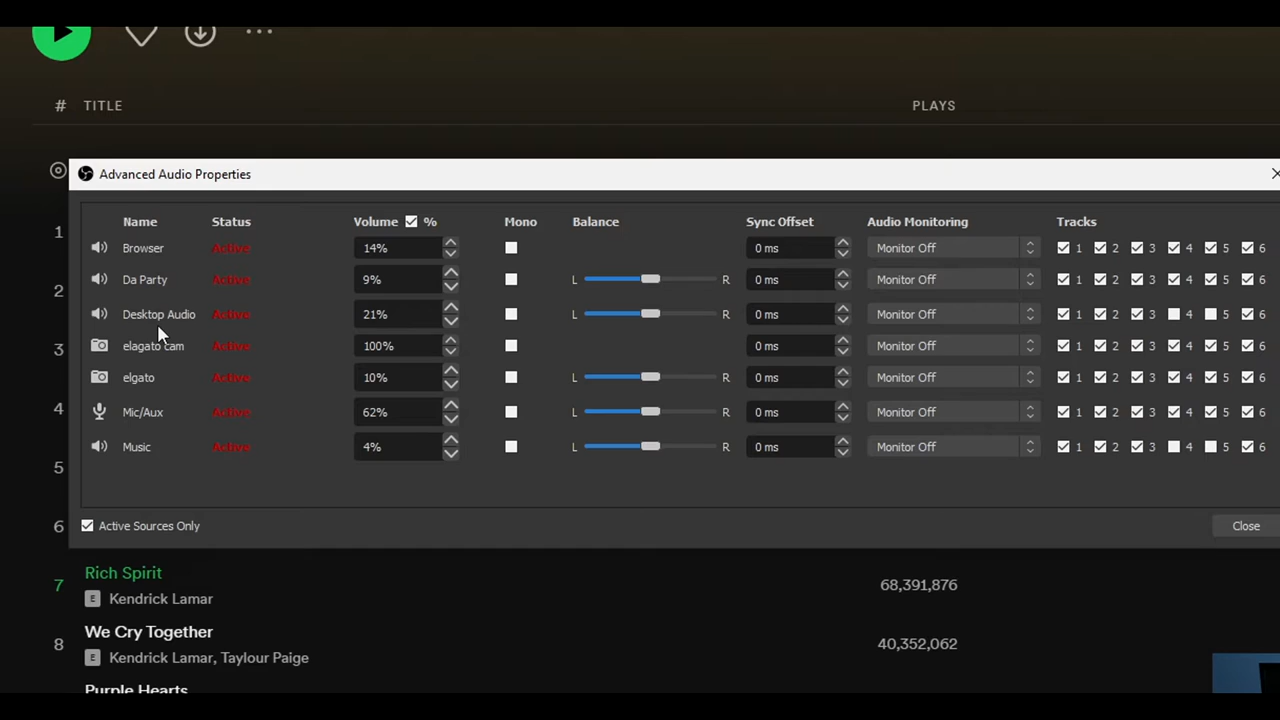 # TITLE PLAYS
Advanced Audio Properties
Name Status Volume % Mono Balance Sync Offset Audio Monitoring Tracks
Browser Active 14% 0 ms Monitor Off 1 2 3 4 5 6
Da Party Active 9% L R 0 ms Monitor Off 1 2 3 4 5 6
Desktop Audio Active 21% L R 0 ms Monitor Off 1 2 3 4 5 6
elagato cam Active 100% 0 ms Monitor Off 1 2 3 4 5 6
elgato Active 10% L R 0 ms Monitor Off 1 2 3 4 5 6
Mic/Aux Active 62% L R 0 ms Monitor Off 1 2 3 4 5 6
Music Active 4% L R 0 ms Monitor Off 1 2 3 4 5 6
Active Sources Only Close
1
2
3
4
5
6
7 Rich Spirit 68,391,876
E Kendrick Lamar
8 We Cry Together 40,352,062
E Kendrick Lamar, Taylour Paige
Purple Hearts